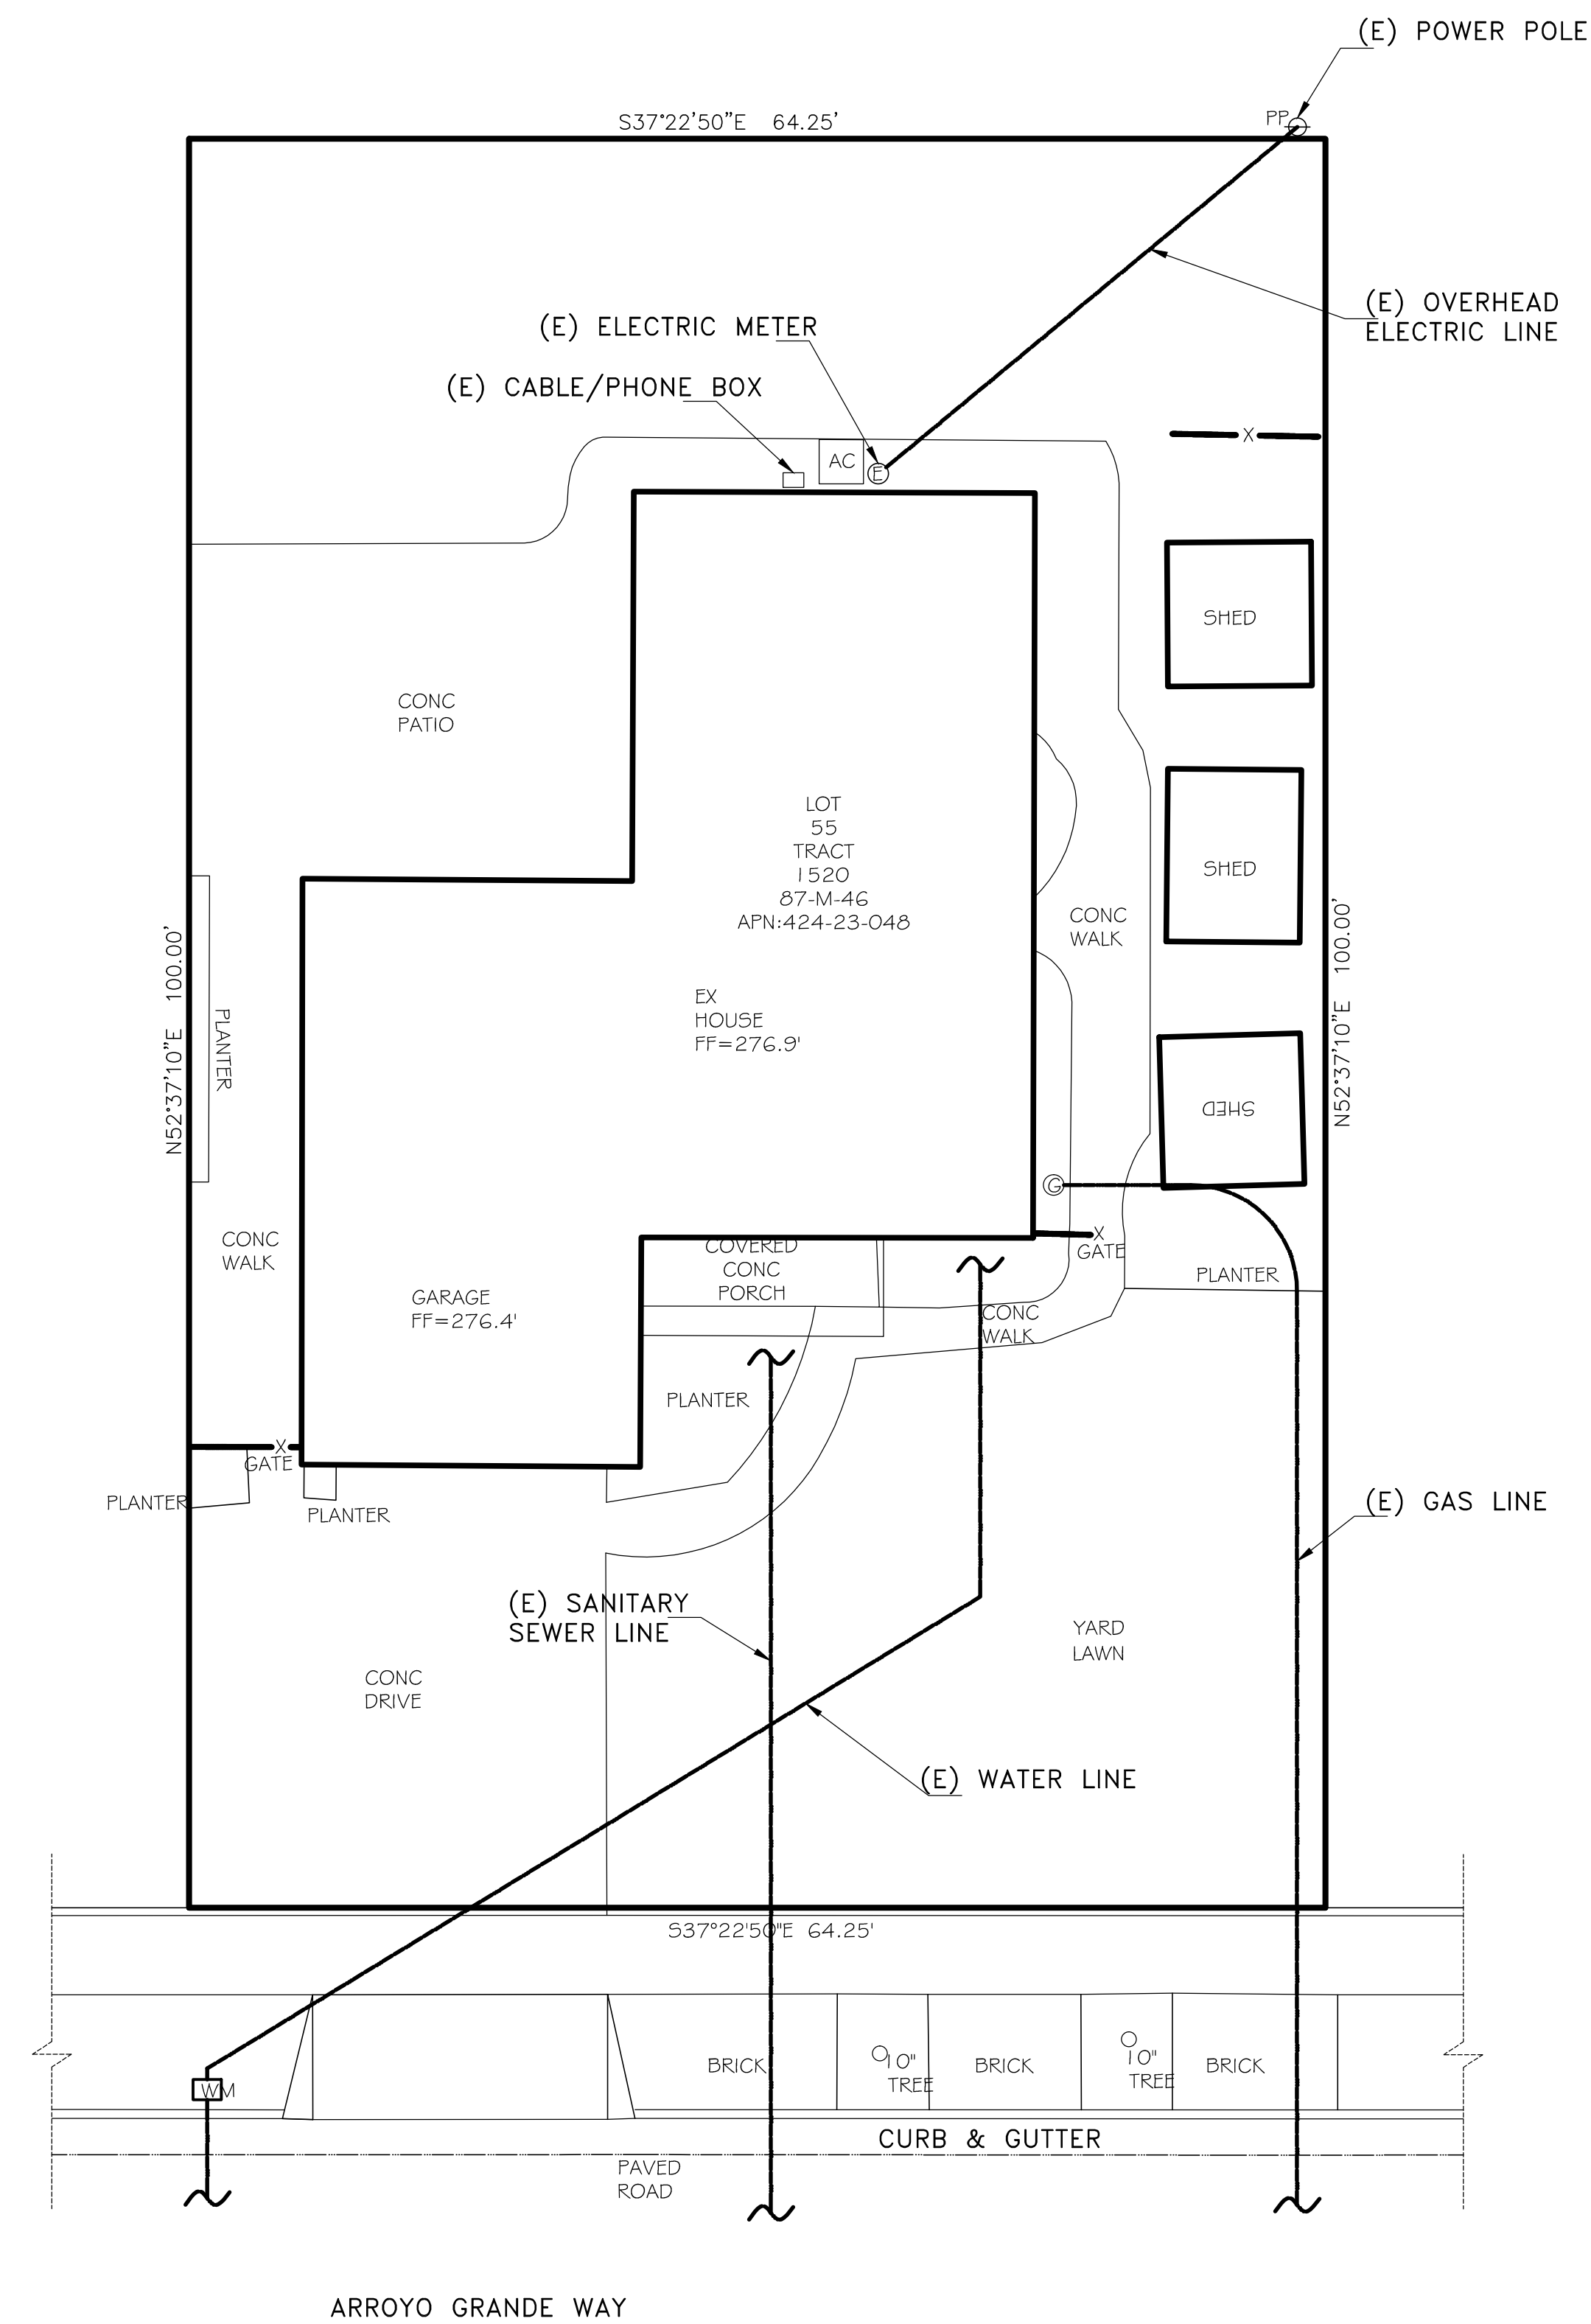 (E) POWER POLE
PP
S37°22'50"E 64.25'
(E) OVERHEAD
ELECTRIC LINE
(E) ELECTRIC METER
(E) CABLE/PHONE BOX
X
AC
E
SHED
CONC
PATIO
LOT
55
TRACT
1520
87-M-46
APN:424-23-048
SHED
CONC
WALK
N52°37'10"E 100.00'
N52°37'10"E 100.00'
PLANTER
EX
HOUSE
FF=276.9'
SHED
G
X
GATE
CONC
WALK
COVERED
CONC
PORCH
PLANTER
GARAGE
FF=276.4'
CONC
WALK
PLANTER
X
GATE
PLANTER
PLANTER
(E) GAS LINE
(E) SANITARY
SEWER LINE
YARD
LAWN
CONC
DRIVE
(E) WATER LINE
S37°22'50"E 64.25'
WM
BRICK
10"
TREE
BRICK
10"
TREE
BRICK
CURB & GUTTER
PAVED
ROAD
ARROYO GRANDE WAY